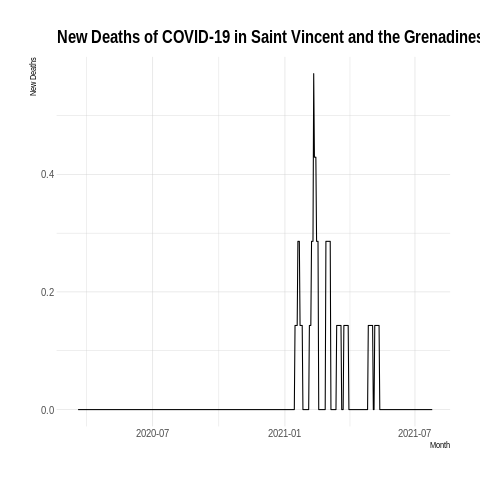 New Deaths of COVID-19 in Saint Vincent and the Grenadines
New Deaths
0.4
0.2
0.0
2020-07
2021-01
2021-07
Month